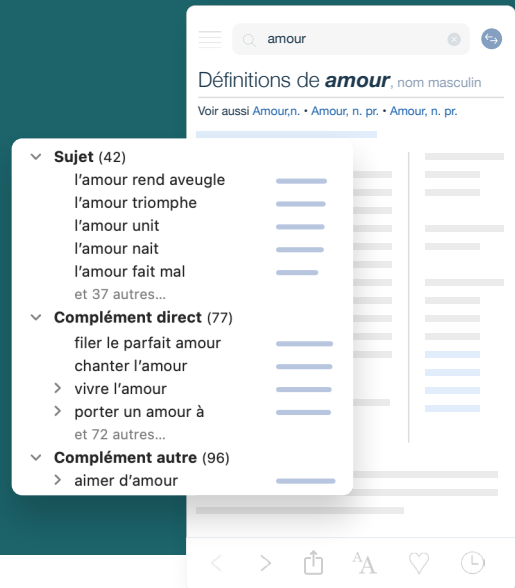 amour
Définitions de amour, nom masculin
Voir aussi Amour,n. • Amour, n. pr. • Amour, n. pr.
Sujet (42)
l’amour rend aveugle
l’amour triomphe
l’amour unit
l’amour nait
l’amour fait mal
et 37 autres...
Complément direct (77)
filer le parfait amour
chanter l’amour
vivre l’amour
porter un amour à
et 72 autres...
Complément autre (96)
aimer d’amour
AA